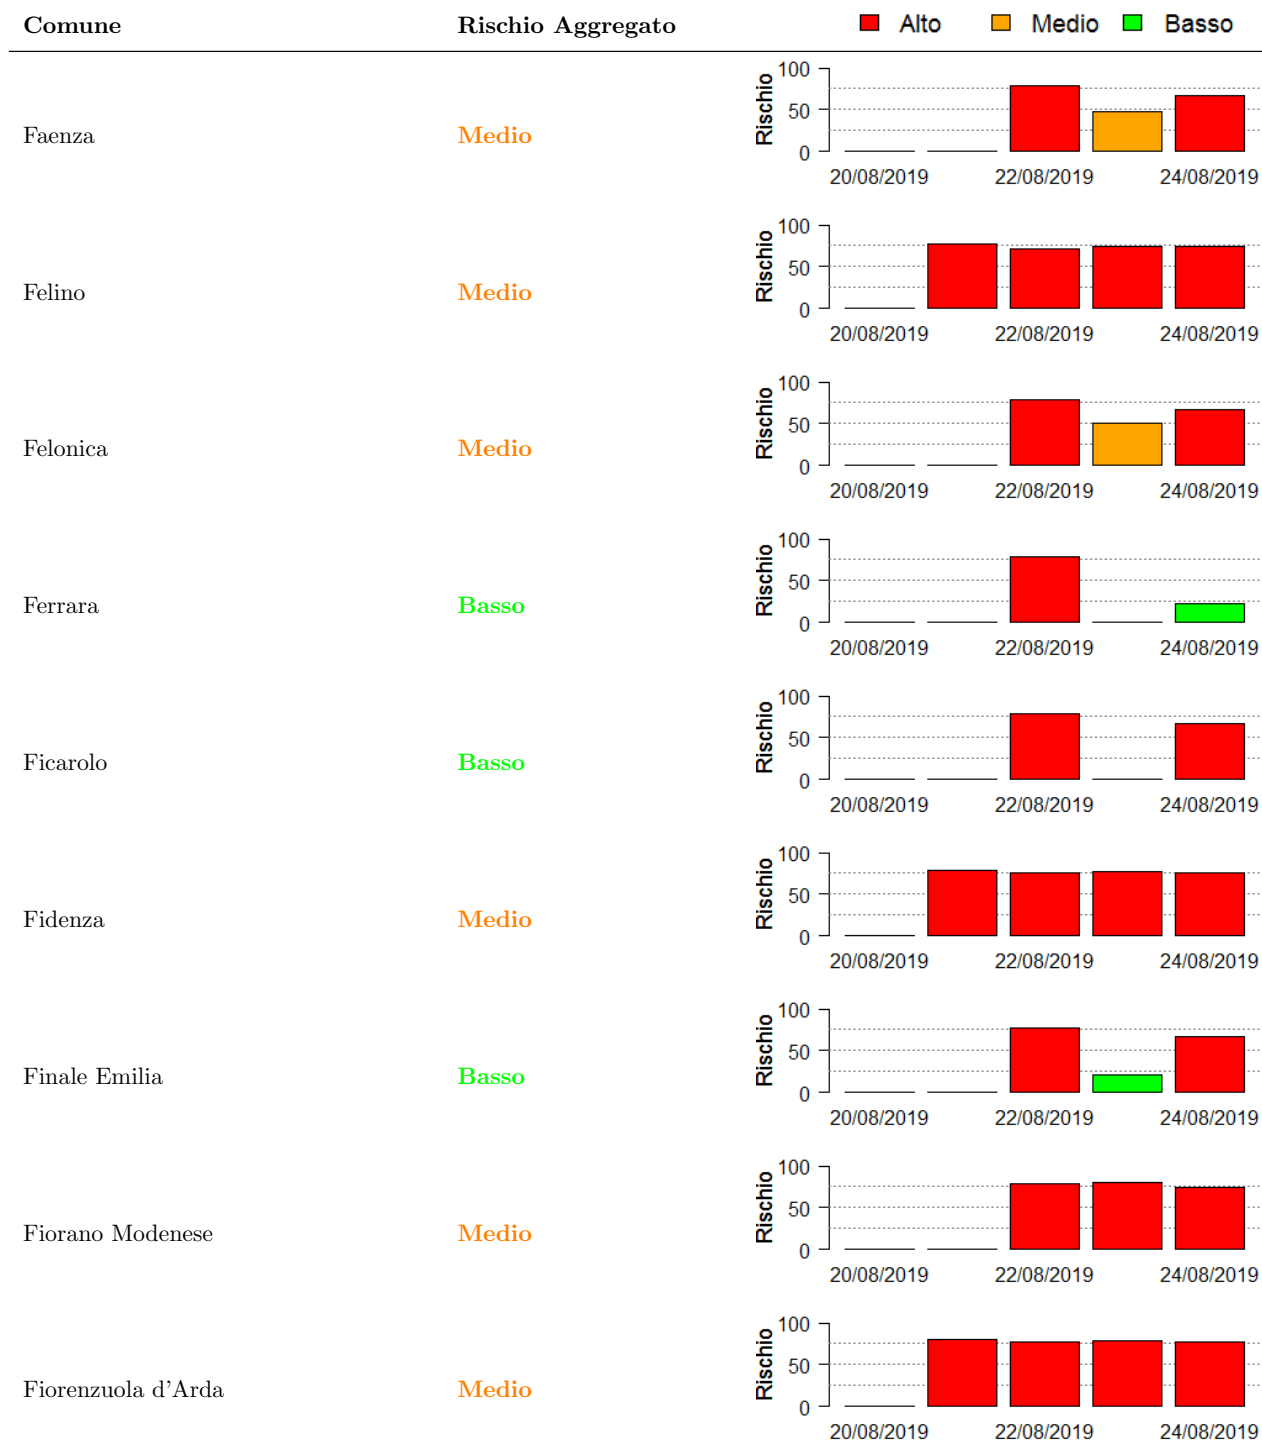 Comune Rischio Aggregato Alto Medio Basso
Faenza Medio Rischio 100 50 0
20/08/2019 22/08/2019 24/08/2019
Felino Medio Rischio 100 50 0
20/08/2019 22/08/2019 24/08/2019
Felonica Medio Rischio 100 50 0
20/08/2019 22/08/2019 24/08/2019
Ferrara Basso Rischio 100 50 0
20/08/2019 22/08/2019 24/08/2019
Ficarolo Basso Rischio 100 50 0
20/08/2019 22/08/2019 24/08/2019
Fidenza Medio Rischio 100 50 0
20/08/2019 22/08/2019 24/08/2019
Finale Emilia Basso Rischio 100 50 0
20/08/2019 22/08/2019 24/08/2019
Fiorano Modenese Medio Rischio 100 50 0
20/08/2019 22/08/2019 24/08/2019
Fiorenzuola d'Arda Medio Rischio 100 50 0
20/08/2019 22/08/2019 24/08/2019